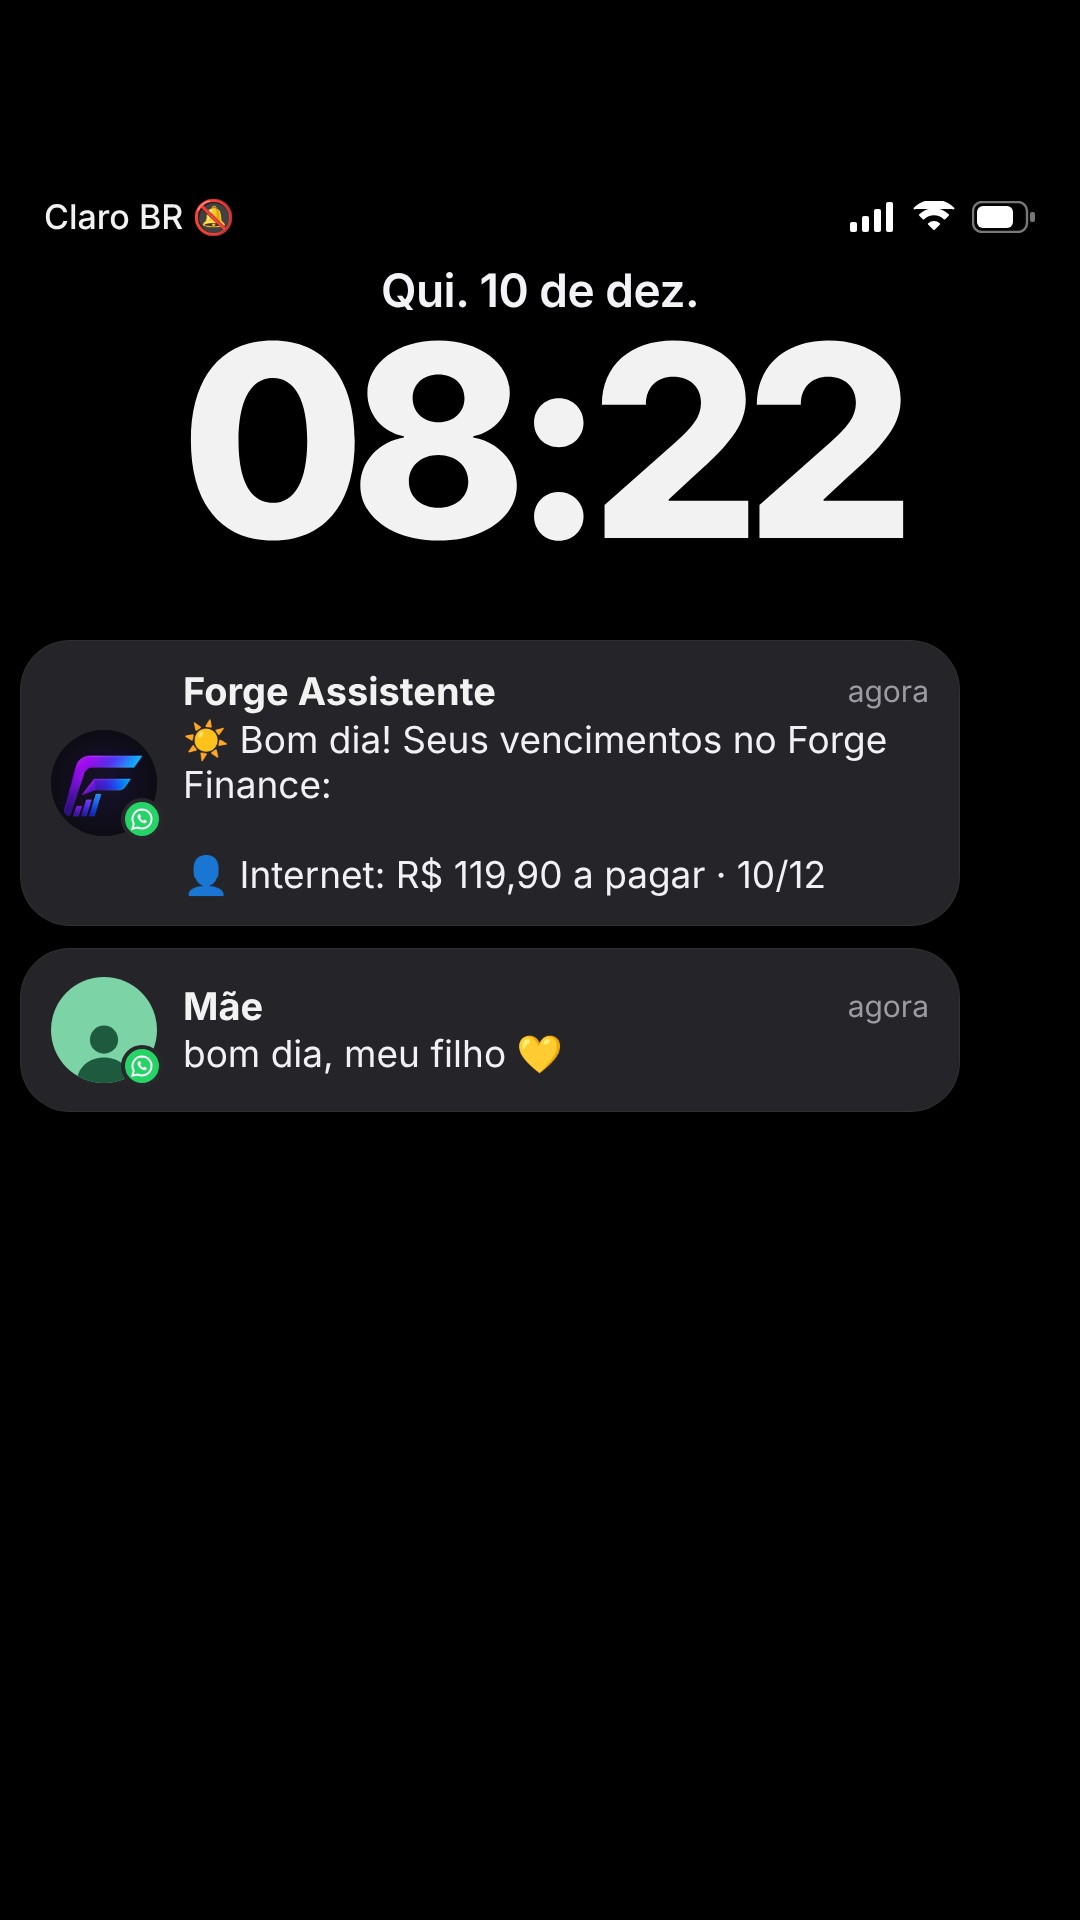 Claro BR 🔕
Qui. 10 de dez.
08:22
Forge Assistente
agora
☀️ Bom dia! Seus vencimentos no Forge
Finance:
👤 Internet: R$ 119,90 a pagar · 10/12
Mãe
agora
bom dia, meu filho 💛